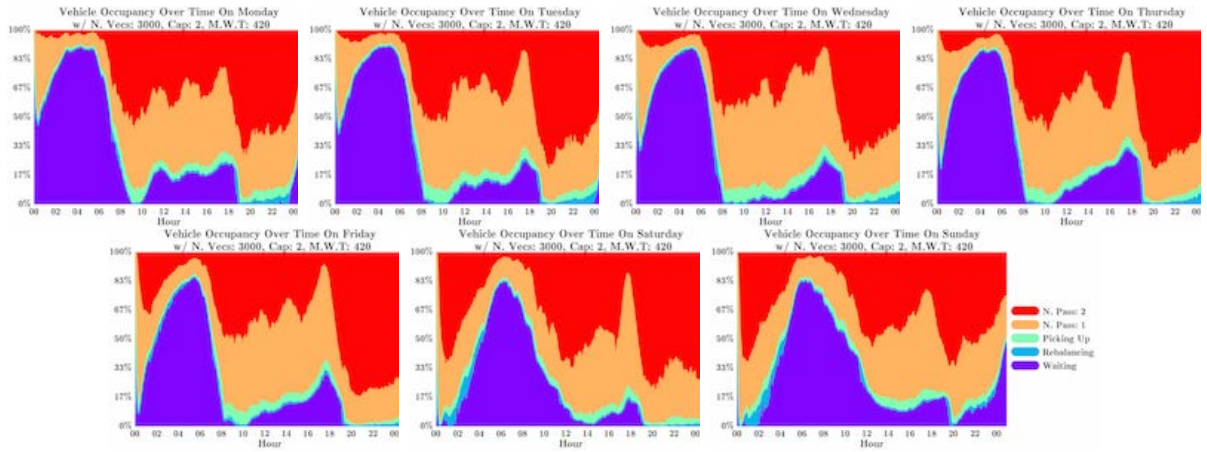 Vehicle Occupancy Over Time On Monday
w/ N. Vecs: 3000, Cap: 2, M.W.T: 420
100%
83%
67%
50%
33%
17%
0%
00 02 04 06 08 10 12 14 16 18 20 22 00
Hour
Vehicle Occupancy Over Time On Tuesday
w/ N. Vecs: 3000, Cap: 2, M.W.T: 420
100%
83%
67%
50%
33%
17%
0%
00 02 04 06 08 10 12 14 16 18 20 22 00
Hour
Vehicle Occupancy Over Time On Wednesday
w/ N. Vecs: 3000, Cap: 2, M.W.T: 420
100%
83%
67%
50%
33%
17%
0%
00 02 04 06 08 10 12 14 16 18 20 22 00
Hour
Vehicle Occupancy Over Time On Thursday
w/ N. Vecs: 3000, Cap: 2, M.W.T: 420
100%
83%
67%
50%
33%
17%
0%
00 02 04 06 08 10 12 14 16 18 20 22 00
Hour
Vehicle Occupancy Over Time On Friday
w/ N. Vecs: 3000, Cap: 2, M.W.T: 420
100%
83%
67%
50%
33%
17%
0%
00 02 04 06 08 10 12 14 16 18 20 22 00
Hour
Vehicle Occupancy Over Time On Saturday
w/ N. Vecs: 3000, Cap: 2, M.W.T: 420
100%
83%
67%
50%
33%
17%
0%
00 02 04 06 08 10 12 14 16 18 20 22 00
Hour
Vehicle Occupancy Over Time On Sunday
w/ N. Vecs: 3000, Cap: 2, M.W.T: 420
100%
83%
67%
50%
33%
17%
0%
00 02 04 06 08 10 12 14 16 18 20 22 00
Hour
N. Pass: 2
N. Pass: 1
Picking Up
Rebalancing
Waiting